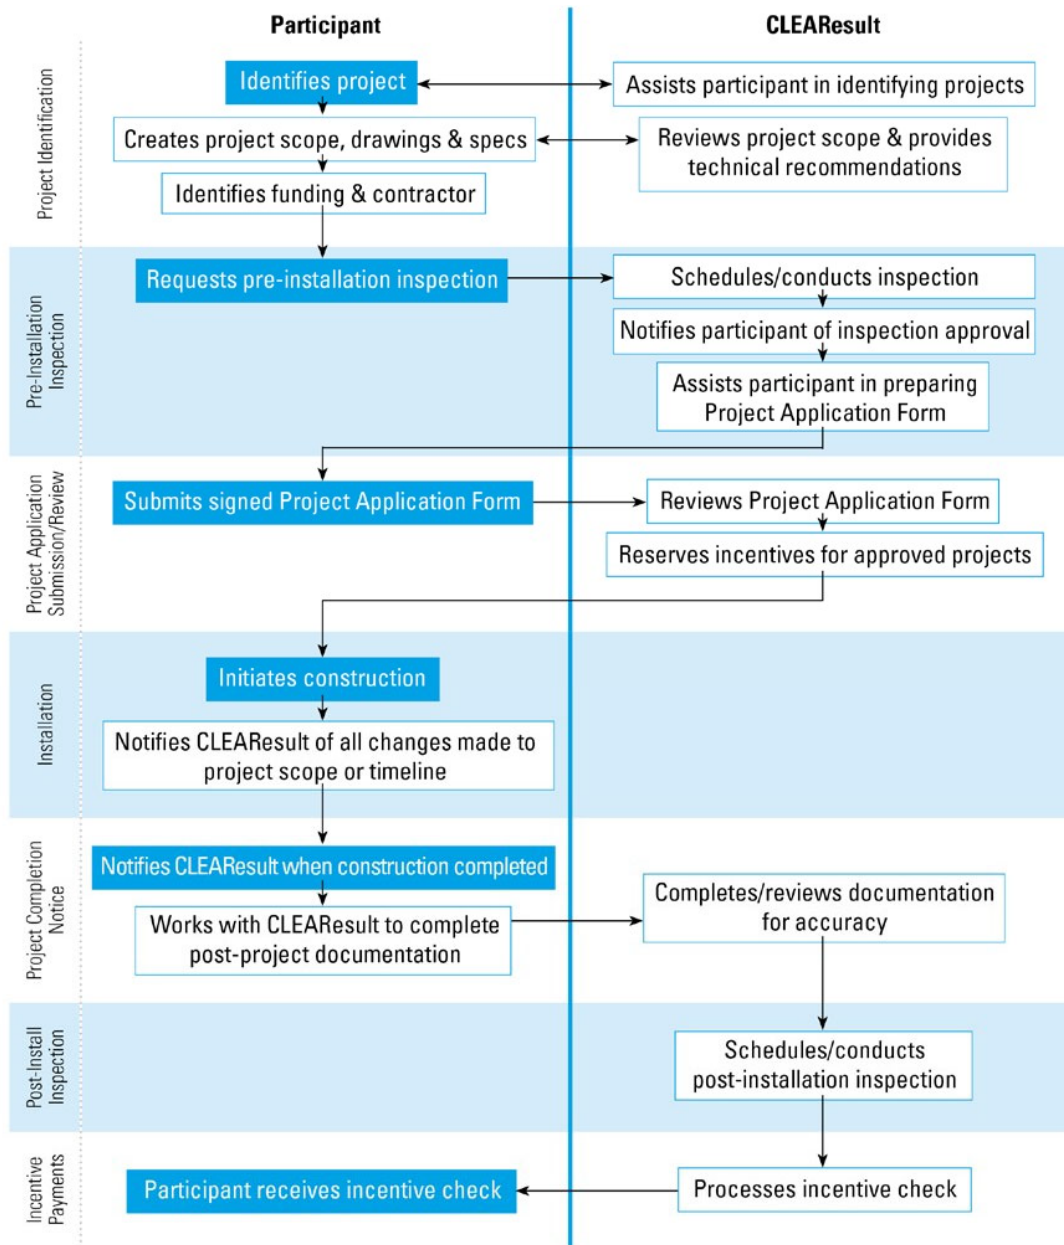 Participant
CLEAResult
Project Identification
Identifies project
Assists participant in identifying projects
Creates project scope, drawings & specs
Reviews project scope & provides
technical recommendations
Identifies funding & contractor
Pre-Installation
Inspection
Requests pre-installation inspection
Schedules/conducts inspection
Notifies participant of inspection approval
Assists participant in preparing
Project Application Form
Project Application
Submission/Review
Submits signed Project Application Form
Reviews Project Application Form
Reserves incentives for approved projects
Installation
Initiates construction
Notifies CLEAResult of all changes made to
project scope or timeline
Project Completion
Notice
Notifies CLEAResult when construction completed
Works with CLEAResult to complete
post-project documentation
Completes/reviews documentation
for accuracy
Post-Install
Inspection
Schedules/conducts
post-installation inspection
Incentive
Payments
Participant receives incentive check
Processes incentive check